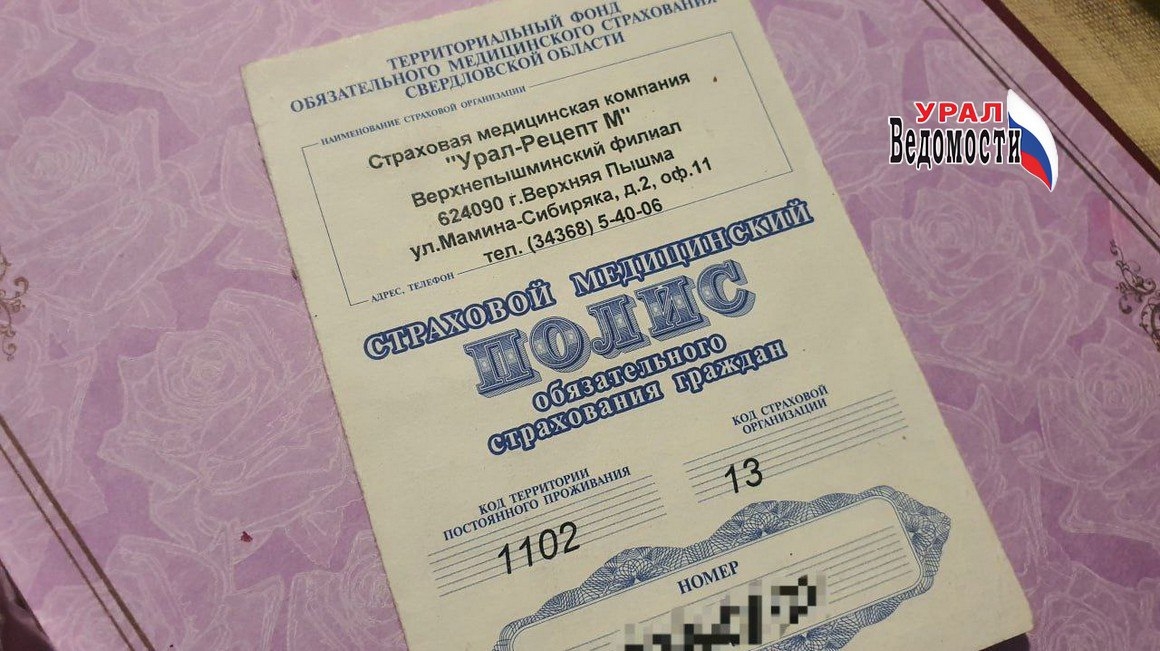 ТЕРРИТОРИАЛЬНЫЙ ФОНД
ОБЯЗАТЕЛЬНОГО МЕДИЦИНСКОГО СТРАХОВАНИЯ
СВЕРДЛОВСКОЙ ОБЛАСТИ
НАИМЕНОВАНИЕ СТРАХОВОЙ ОРГАНИЗАЦИИ
Страховая медицинская компания
"Урал-Рецепт М"
Верхнепышминский филиал
624090 г.Верхняя Пышма
ул.Мамина-Сибиряка, д.2, оф.11
тел. (34368) 5-40-06
АДРЕС, ТЕЛЕФОН
СТРАХОВОЙ МЕДИЦИНСКИЙ
ПОЛИС
обязательного
страхования граждан
КОД ТЕРРИТОРИИ
ПОСТОЯННОГО ПРОЖИВАНИЯ
1102
КОД СТРАХОВОЙ
ОРГАНИЗАЦИИ
13
НОМЕР
УРАЛ
Ведомости